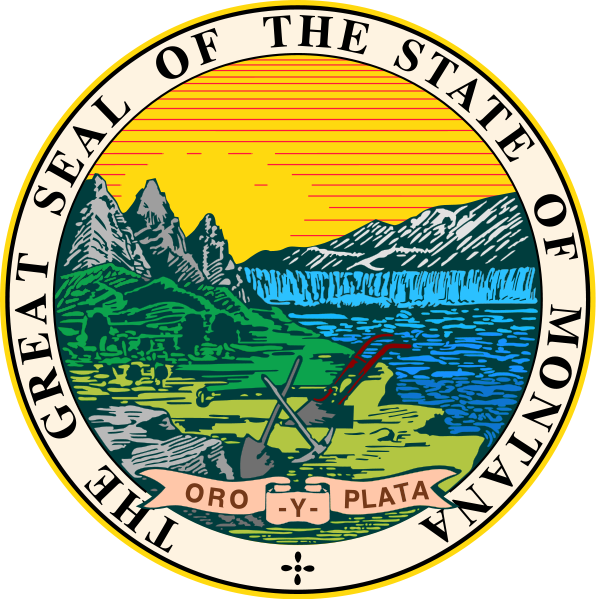 THE GREAT SEAL OF THE STATE OF MONTANA
ORO -Y- PLATA